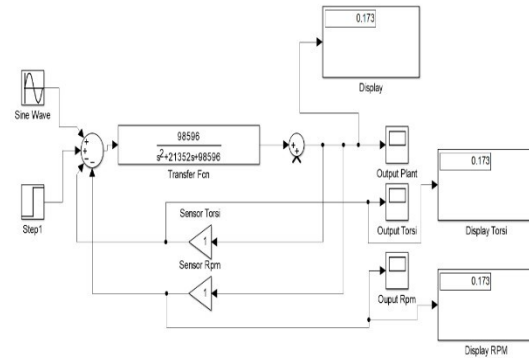 0.173
Display
Sine Wave
98596
s²+21352s+98596
Transfer Fcn
Output Plant
0.173
Display Torsi
Step1
Sensor Torsi
1
Output Torsi
Sensor Rpm
1
Ouput Rpm
0.173
Display RPM